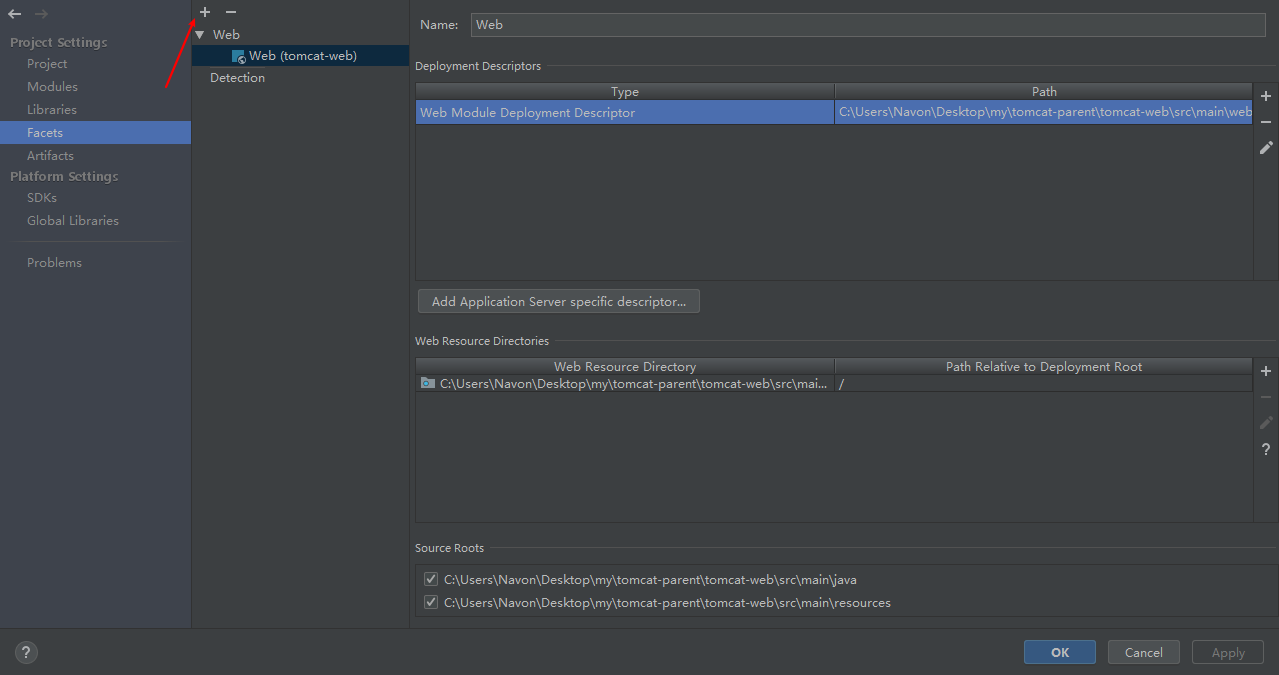 Project Settings
Project
Modules
Libraries
Facets
Artifacts
Platform Settings
SDKs
Global Libraries
Problems
Web
Web (tomcat-web)
Detection
Name: Web
Deployment Descriptors
Type Path
Web Module Deployment Descriptor C:\Users\Navon\Desktop\my\tomcat-parent\tomcat-web\src\main\web
Add Application Server specific descriptor...
Web Resource Directories
Web Resource Directory Path Relative to Deployment Root
C:\Users\Navon\Desktop\my\tomcat-parent\tomcat-web\src\mai... /
?
Source Roots
C:\Users\Navon\Desktop\my\tomcat-parent\tomcat-web\src\main\java
C:\Users\Navon\Desktop\my\tomcat-parent\tomcat-web\src\main\resources
? OK Cancel Apply